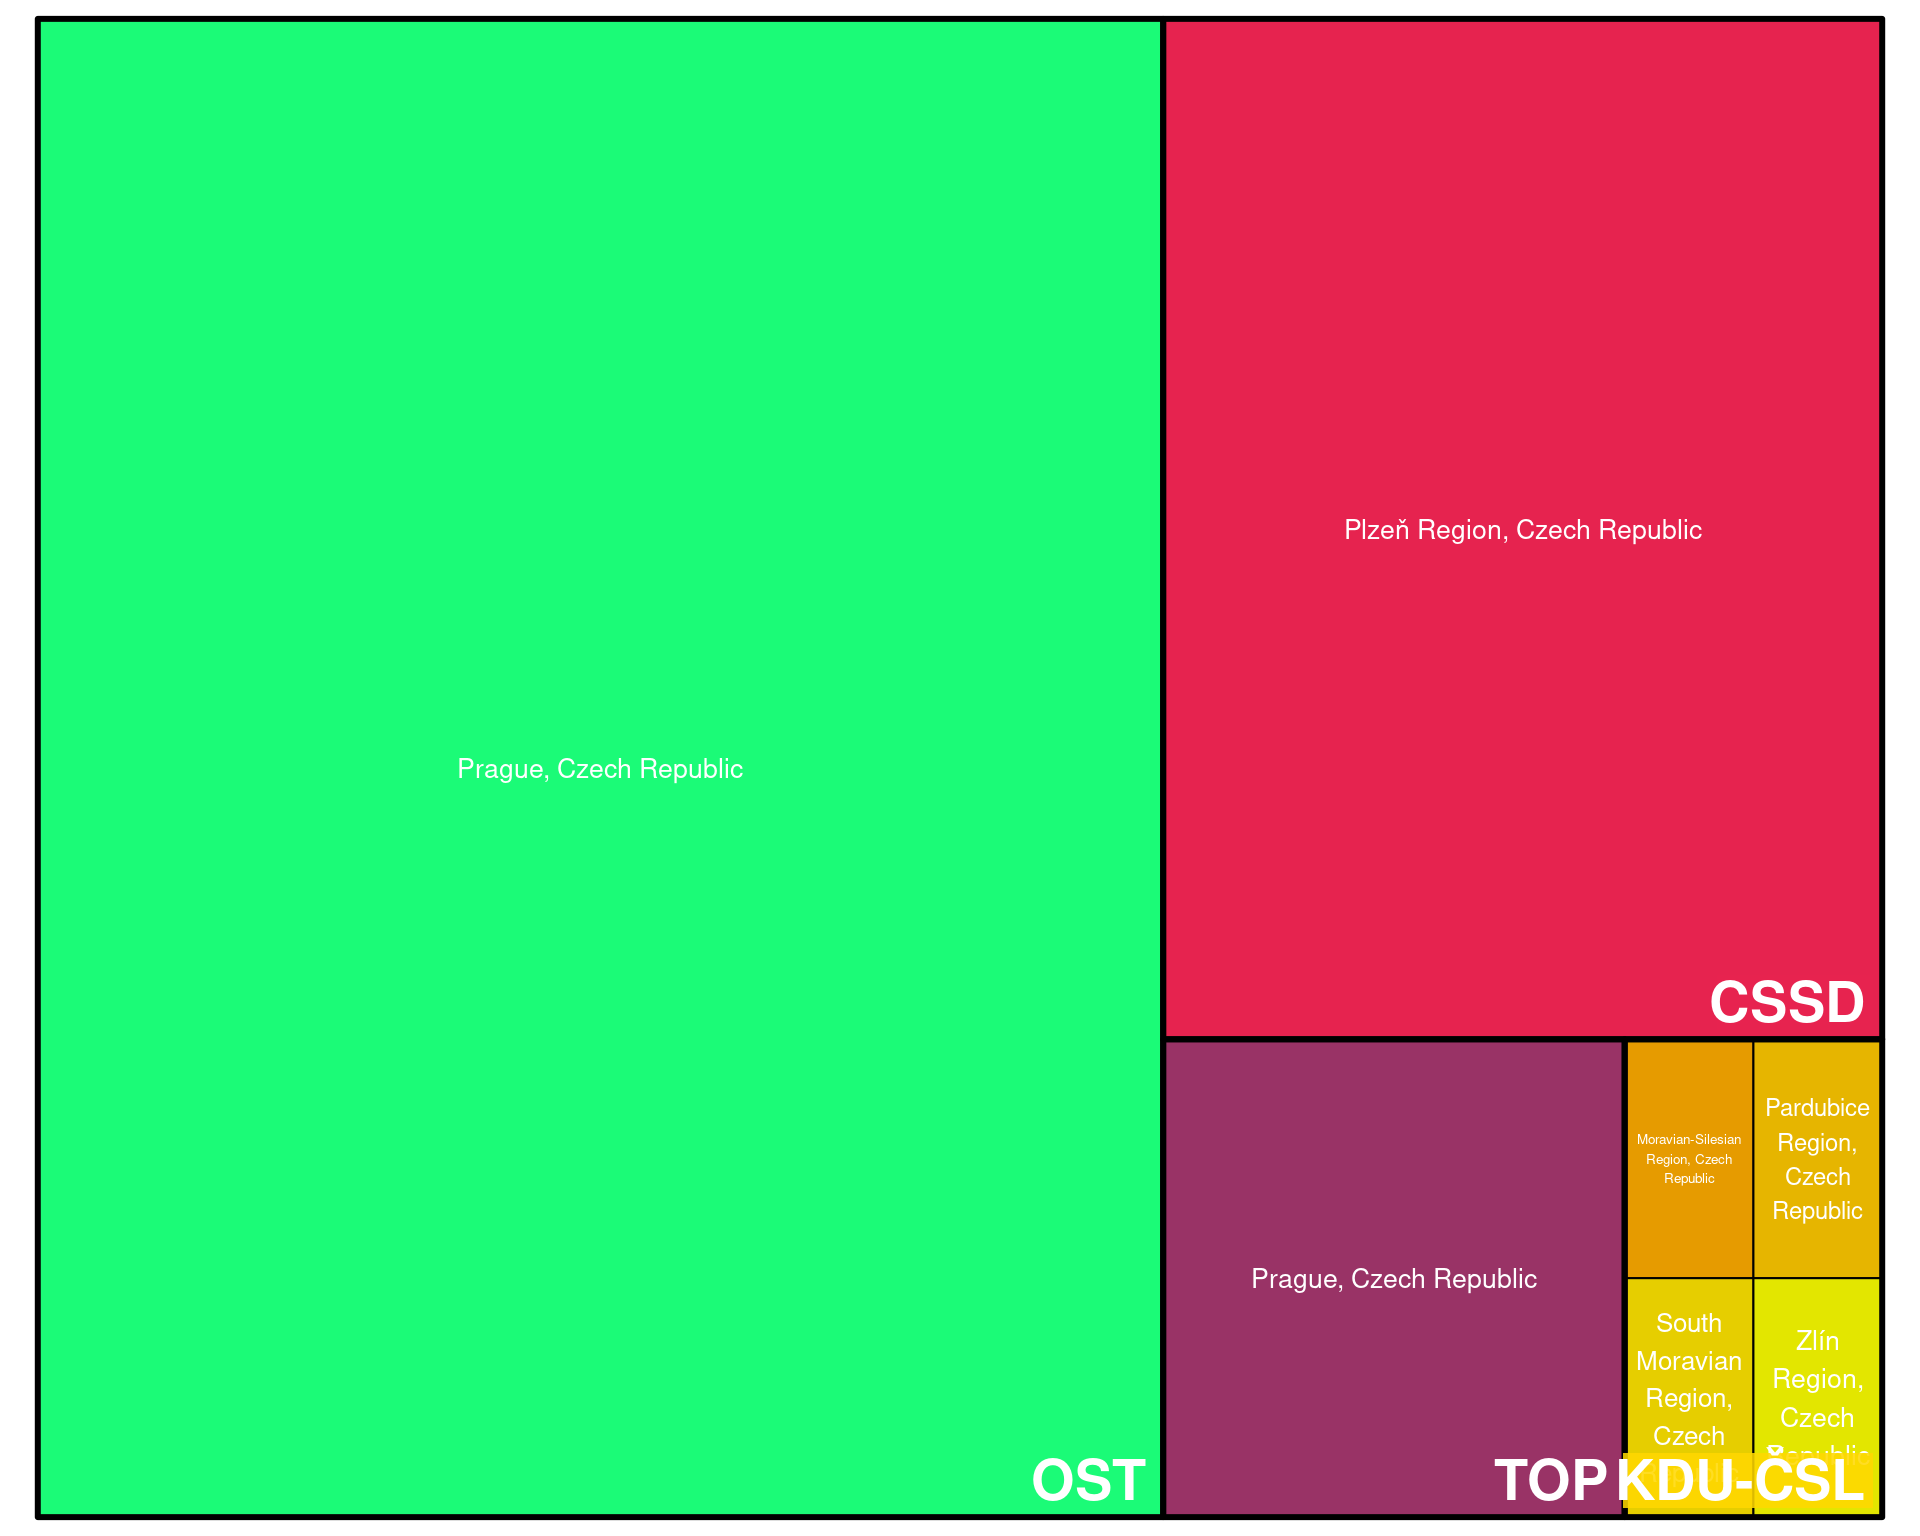 Prague, Czech Republic
OST
Plzeň Region, Czech Republic
CSSD
Prague, Czech Republic
TOP
Moravian-Silesian
Region, Czech
Republic
Pardubice
Region,
Czech
Republic
South
Moravian
Region,
Czech
Zlín
Region,
Czech
Republic
KDU-ČSL